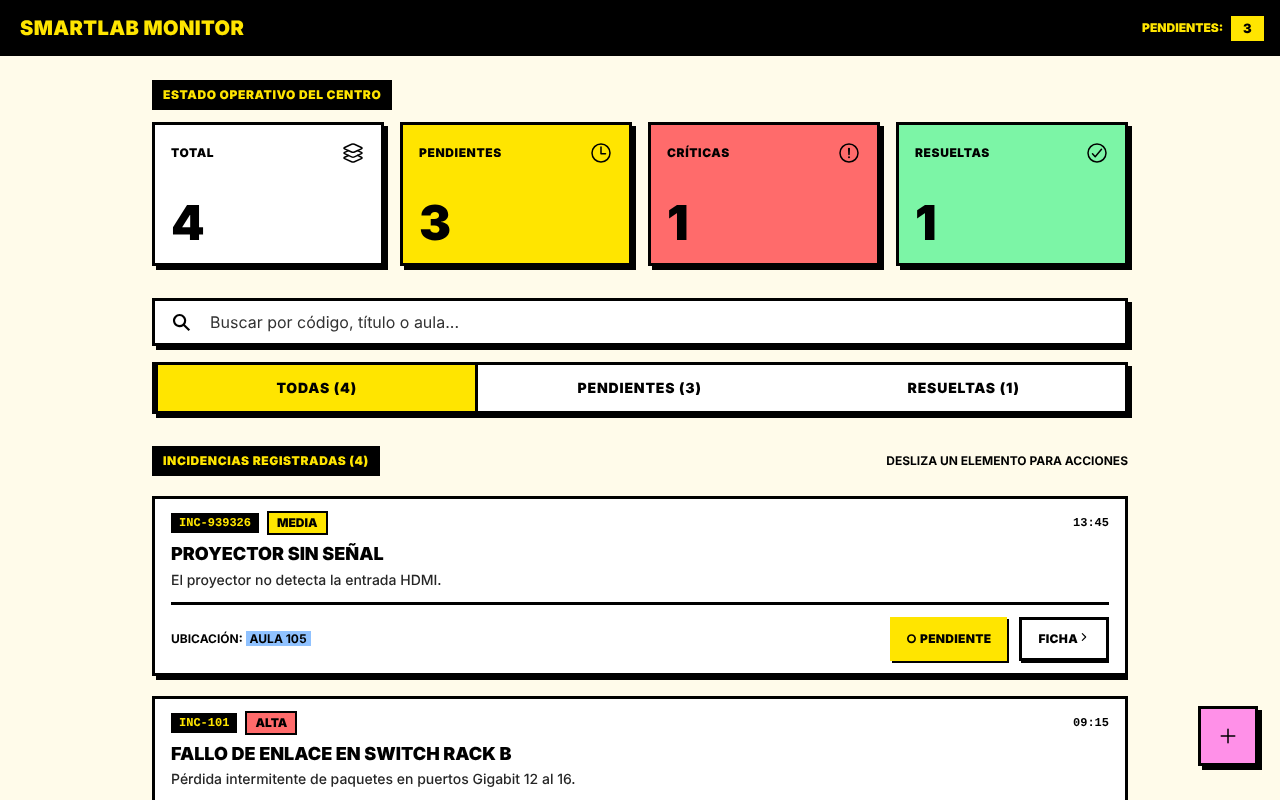 SMARTLAB MONITOR
PENDIENTES: 3
ESTADO OPERATIVO DEL CENTRO
TOTAL
4
PENDIENTES
3
CRÍTICAS
1
RESUELTAS
1
Buscar por código, título o aula...
TODAS (4)
PENDIENTES (3)
RESUELTAS (1)
INCIDENCIAS REGISTRADAS (4)
DESLIZA UN ELEMENTO PARA ACCIONES
INC-939326 MEDIA 13:45
PROYECTOR SIN SEÑAL
El proyector no detecta la entrada HDMI.
UBICACIÓN: AULA 105
PENDIENTE
FICHA
INC-101 ALTA 09:15
FALLO DE ENLACE EN SWITCH RACK B
Pérdida intermitente de paquetes en puertos Gigabit 12 al 16.